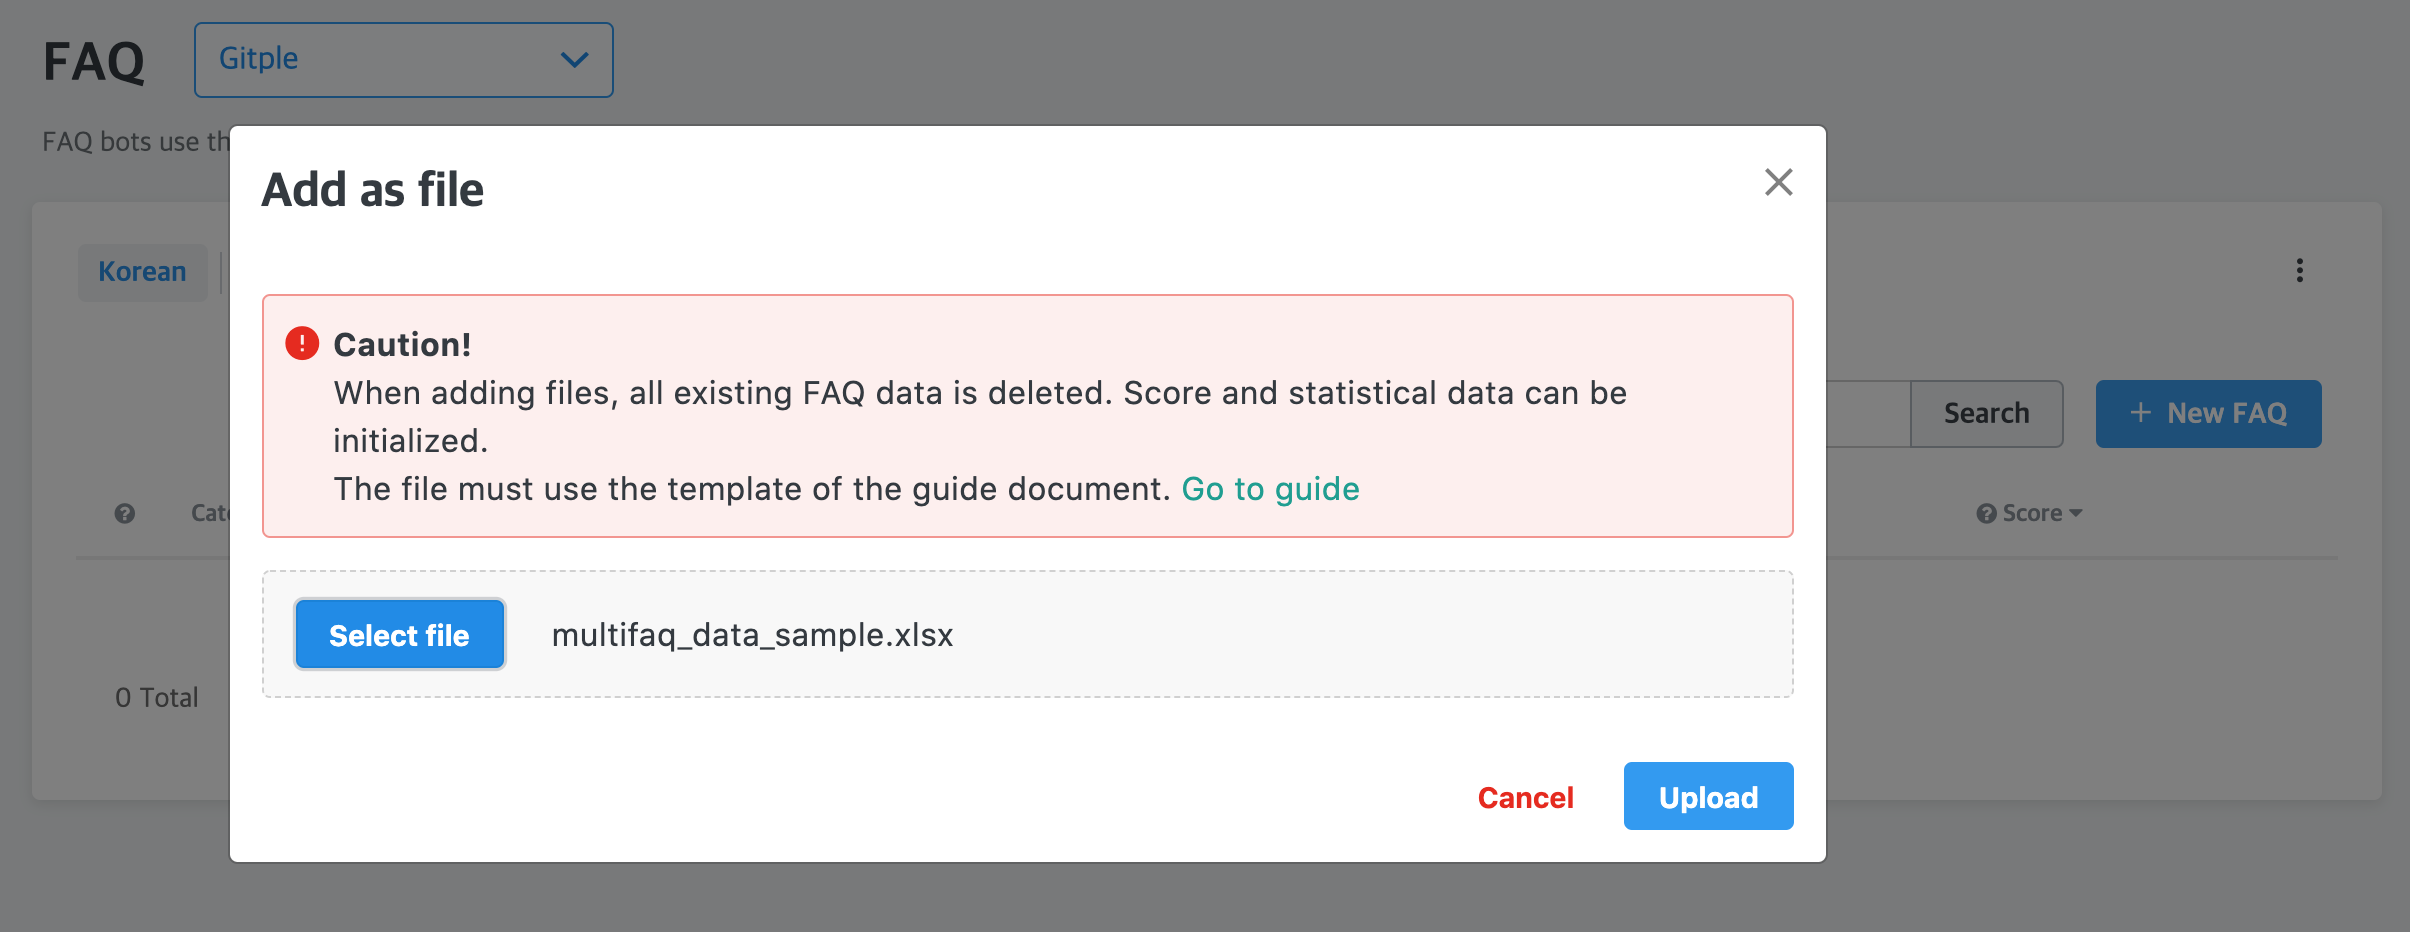 FAQ
Gitple
FAQ bots use
Add as file
Korean
Caution!
When adding files, all existing FAQ data is deleted. Score and statistical data can be
initialized.
The file must use the template of the guide document. Go to guide
Search
+ New FAQ
Score
Select file
multifaq_data_sample.xlsx
0 Total
Cancel
Upload